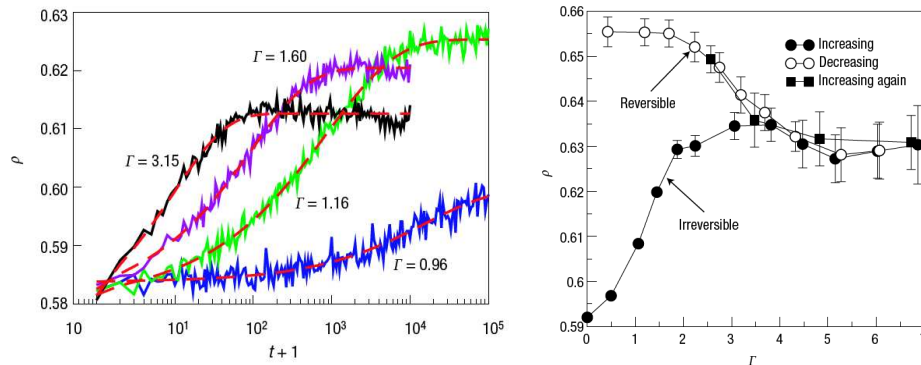 0.63
0.62
0.61
0.60
0.59
0.58
ρ
Γ = 1.60
Γ = 3.15
Γ = 1.16
Γ = 0.96
10 10¹ 10² 10³ 10⁴ 10⁵
t + 1
0.66
0.65
0.64
0.63
0.62
0.61
0.6
0.59
ρ
Increasing
Decreasing
Increasing again
Reversible
Irreversible
0 1 2 3 4 5 6 7
Γ